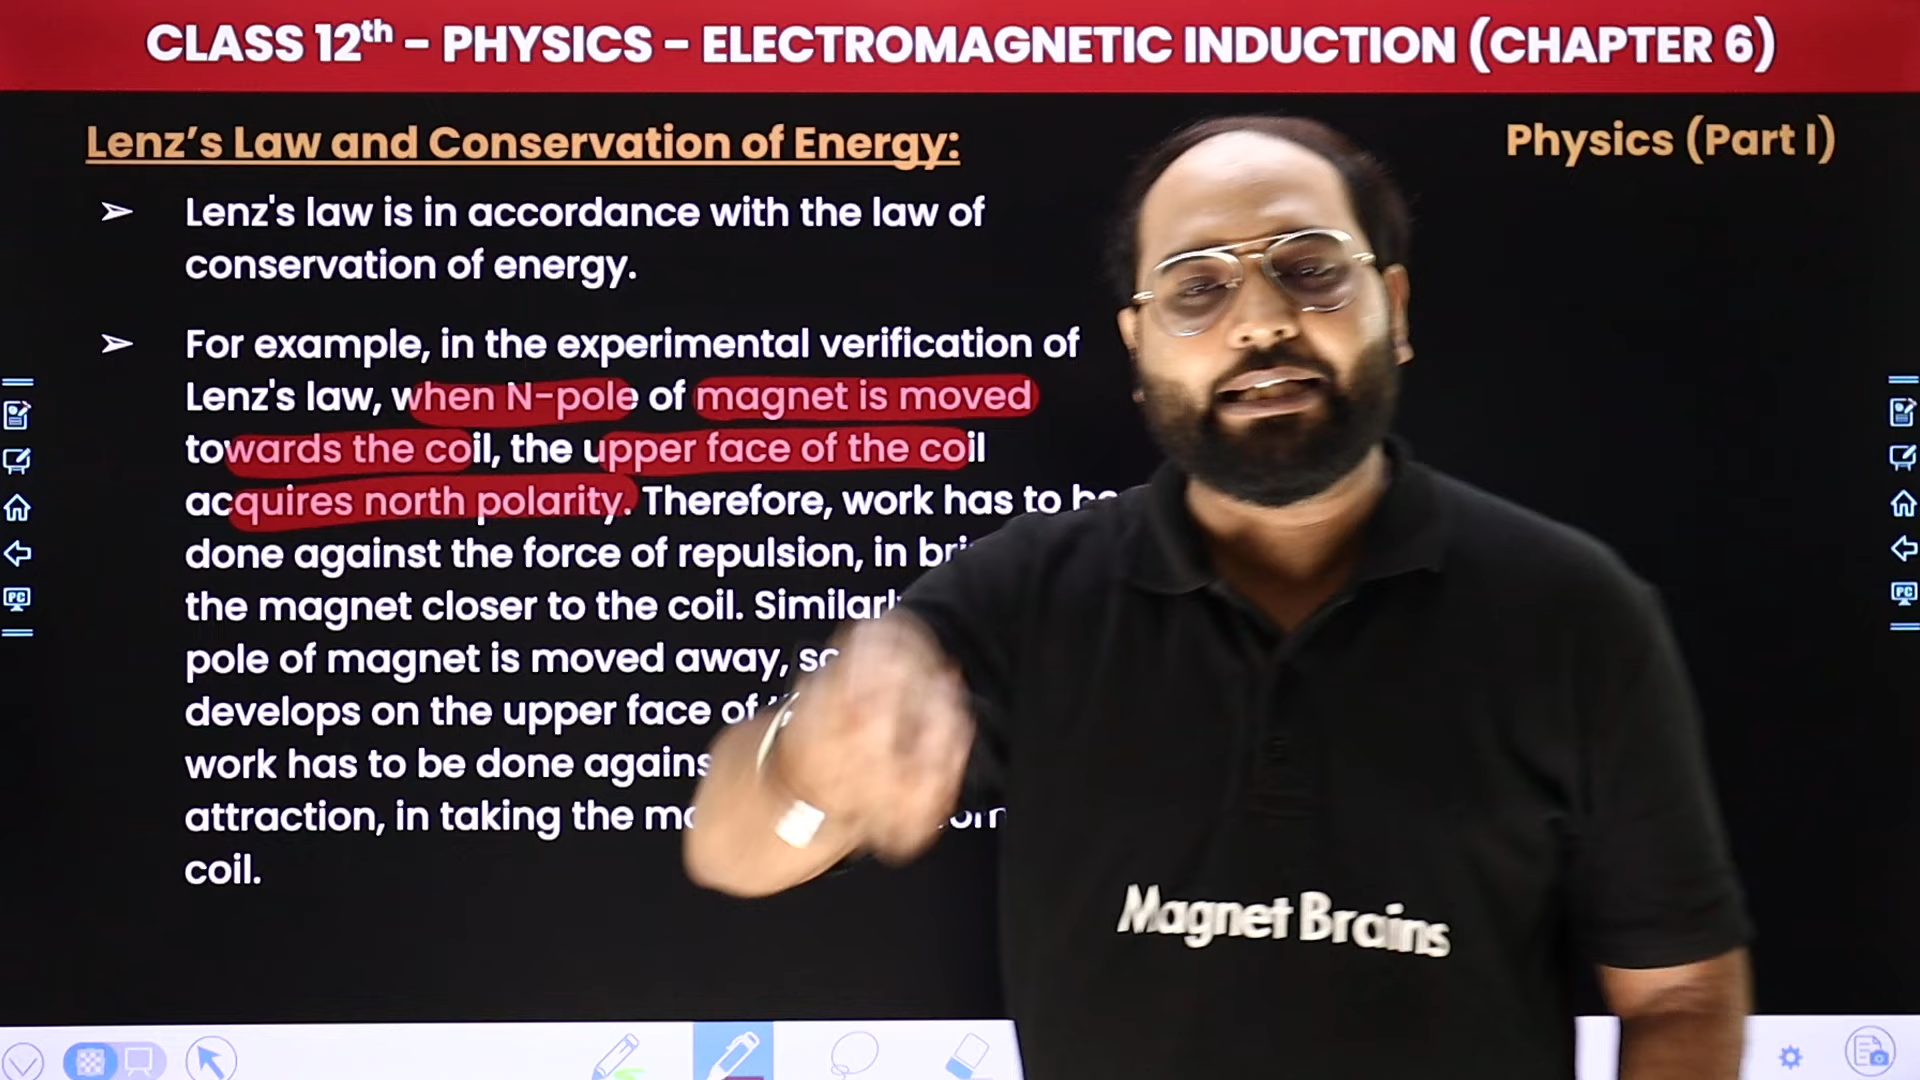 CLASS 12th - PHYSICS - ELECTROMAGNETIC INDUCTION (CHAPTER 6)
Lenz's Law and Conservation of Energy:
Physics (Part I)
➢ Lenz's law is in accordance with the law of
conservation of energy.
➢ For example, in the experimental verification of
Lenz's law, when N-pole of magnet is moved
towards the coil, the upper face of the coil
acquires north polarity. Therefore, work has to
done against the force of repulsion, in
the magnet closer to the coil.
pole of magnet is moved away,
develops on the upper face of
work has to be done
attraction, in taking the
coil.
Magnet Brains
PC
PC